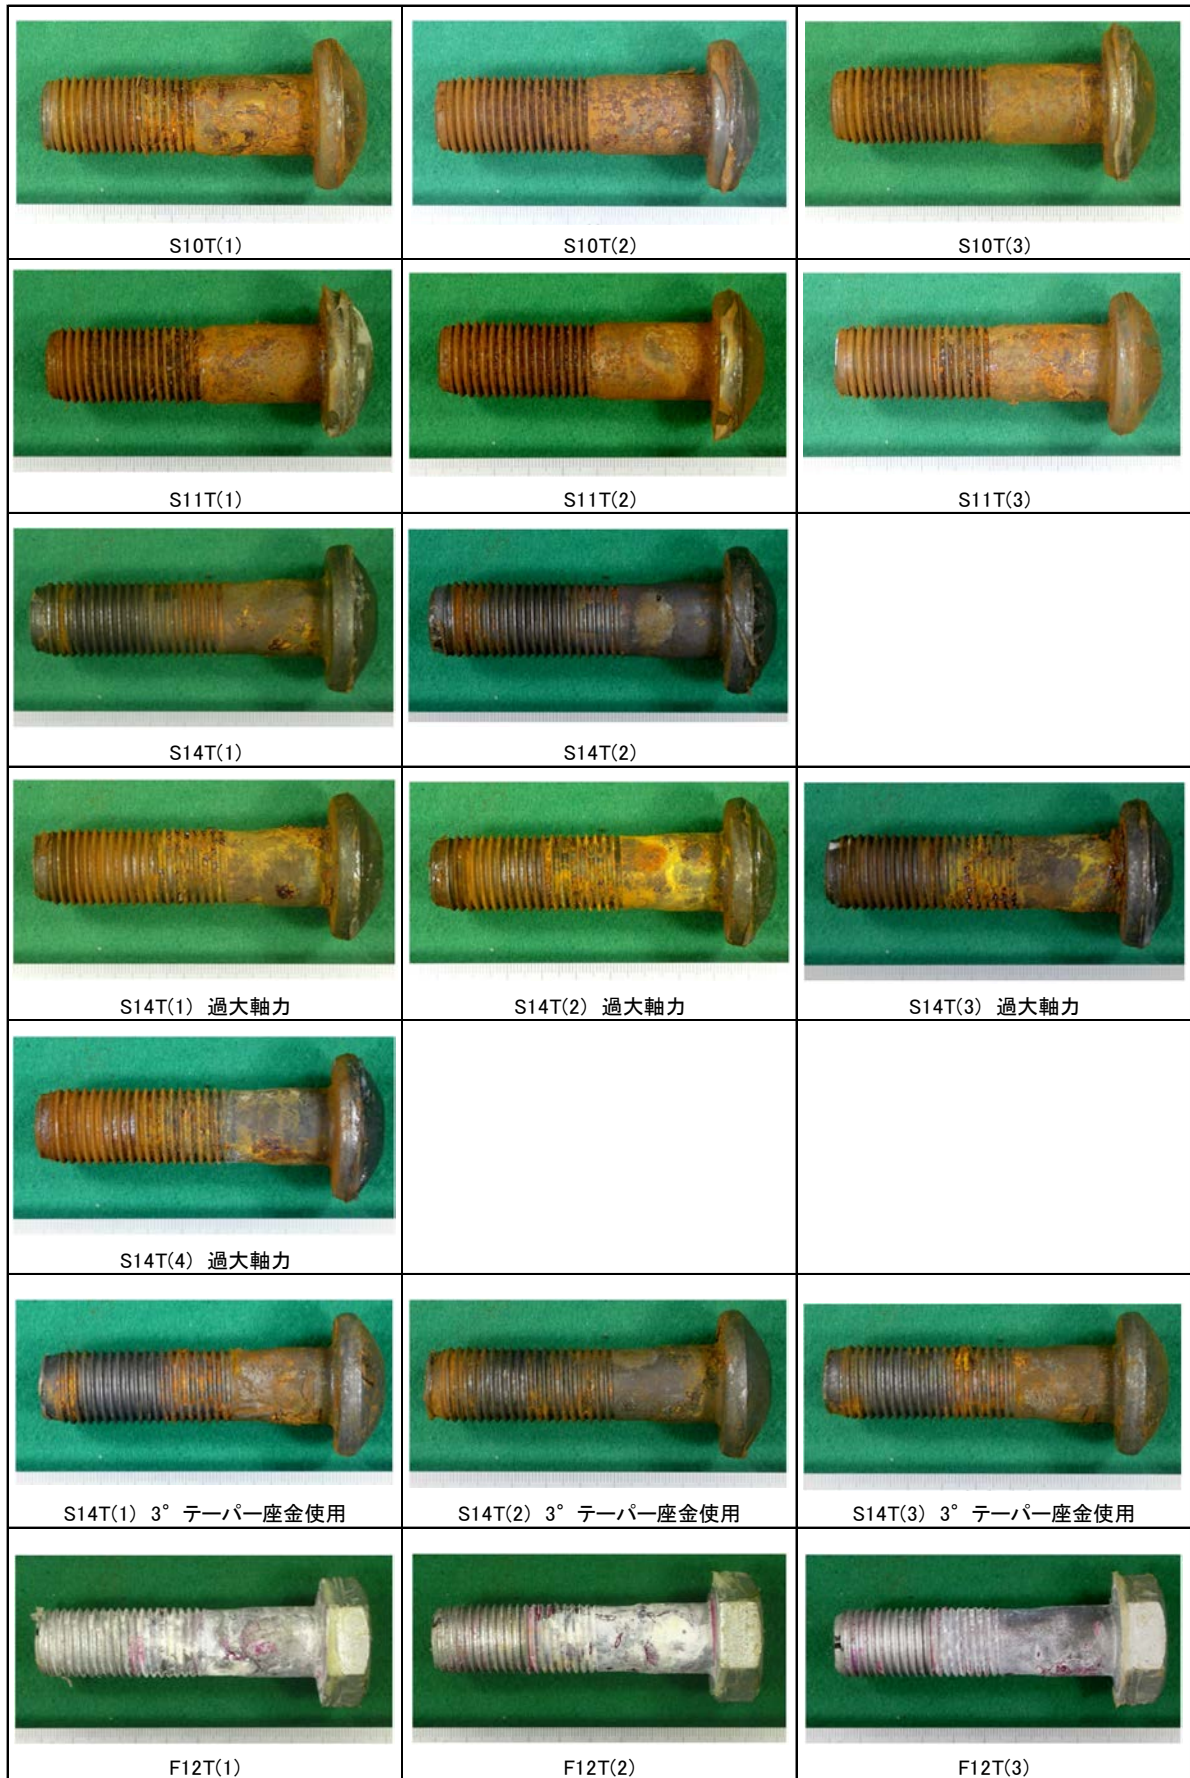 S10T(1)
S10T(2)
S10T(3)
S11T(1)
S11T(2)
S11T(3)
S14T(1)
S14T(2)
S14T(1) 過大軸力
S14T(2) 過大軸力
S14T(3) 過大軸力
S14T(4) 過大軸力
S14T(1) 3° テーパー座金使用
S14T(2) 3° テーパー座金使用
S14T(3) 3° テーパー座金使用
F12T(1)
F12T(2)
F12T(3)